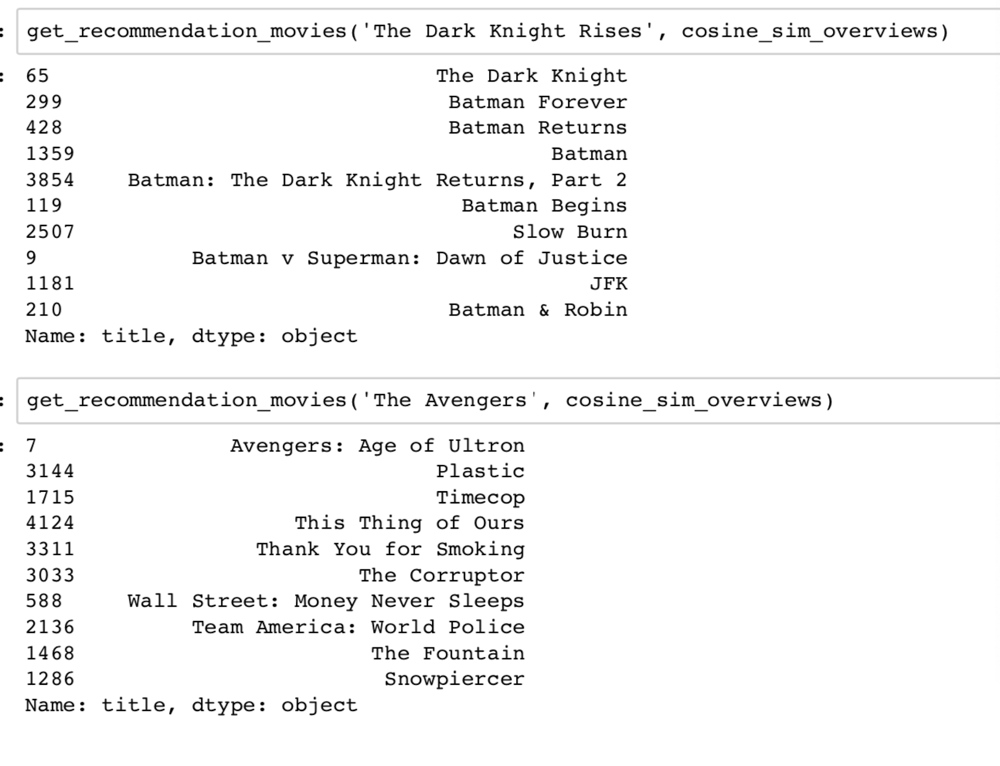 : get_recommendation_movies('The Dark Knight Rises', cosine_sim_overviews)
: 65 The Dark Knight
299 Batman Forever
428 Batman Returns
1359 Batman
3854 Batman: The Dark Knight Returns, Part 2
119 Batman Begins
2507 Slow Burn
9 Batman v Superman: Dawn of Justice
1181 JFK
210 Batman & Robin
Name: title, dtype: object
: get_recommendation_movies('The Avengers', cosine_sim_overviews)
: 7 Avengers: Age of Ultron
3144 Plastic
1715 Timecop
4124 This Thing of Ours
3311 Thank You for Smoking
3033 The Corruptor
588 Wall Street: Money Never Sleeps
2136 Team America: World Police
1468 The Fountain
1286 Snowpiercer
Name: title, dtype: object